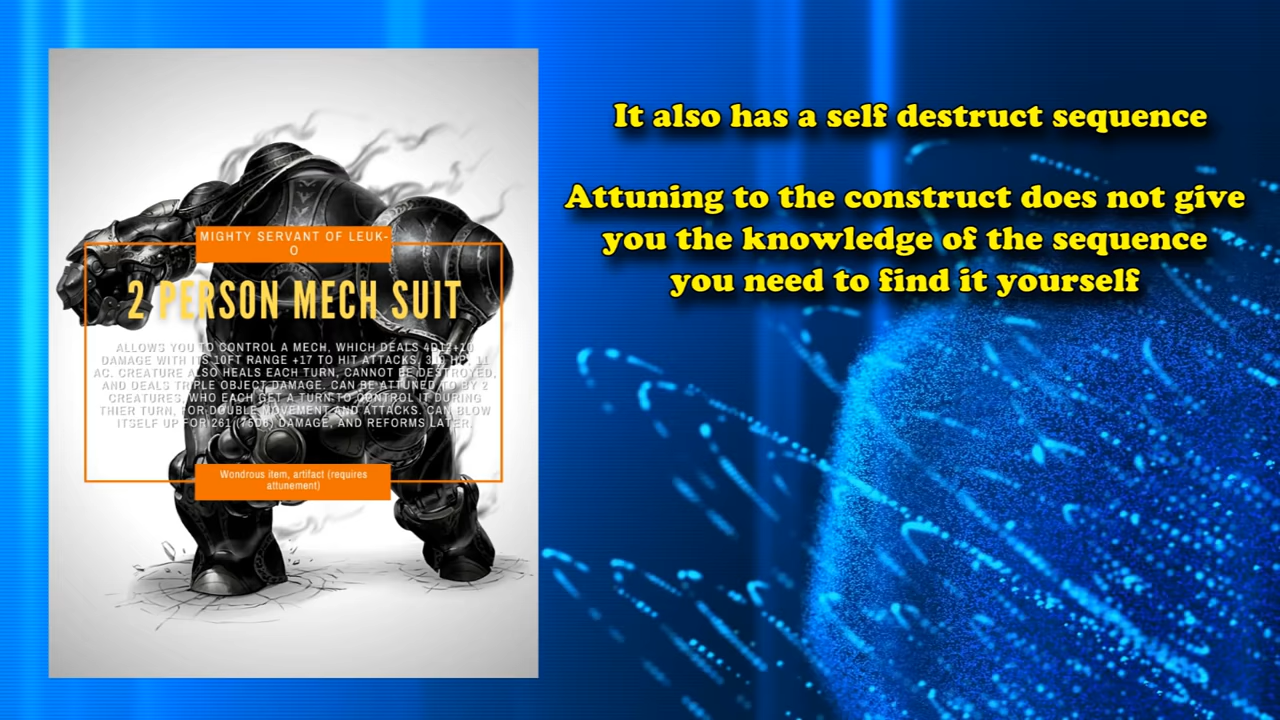 It also has a self destruct sequence
Attuning to the construct does not give
you the knowledge of the sequence
you need to find it yourself
MIGHTY SERVANT OF LEUK-
O
2 PERSON MECH SUIT
ALLOWS YOU TO CONTROL A MECH, WHICH DEALS 4D12+10
DAMAGE WITH ITS 10FT RANGE +17 TO HIT ATTACKS, HP, 11
AC. CREATURE ALSO HEALS EACH TURN, CANNOT BE DESTROYED,
AND DEALS TRIPLE OBJECT DAMAGE. CAN BE ATTUNED TO BY 2
CREATURES, WHO EACH GET A TURN TO CONTROL IT DURING
THIER TURN, FOR DOUBLE MOVEMENT AND ATTACKS. CAN BLOW
ITSELF UP FOR 261 (75D6) DAMAGE, AND REFORMS LATER.
Wondrous item, artifact (requires
attunement)